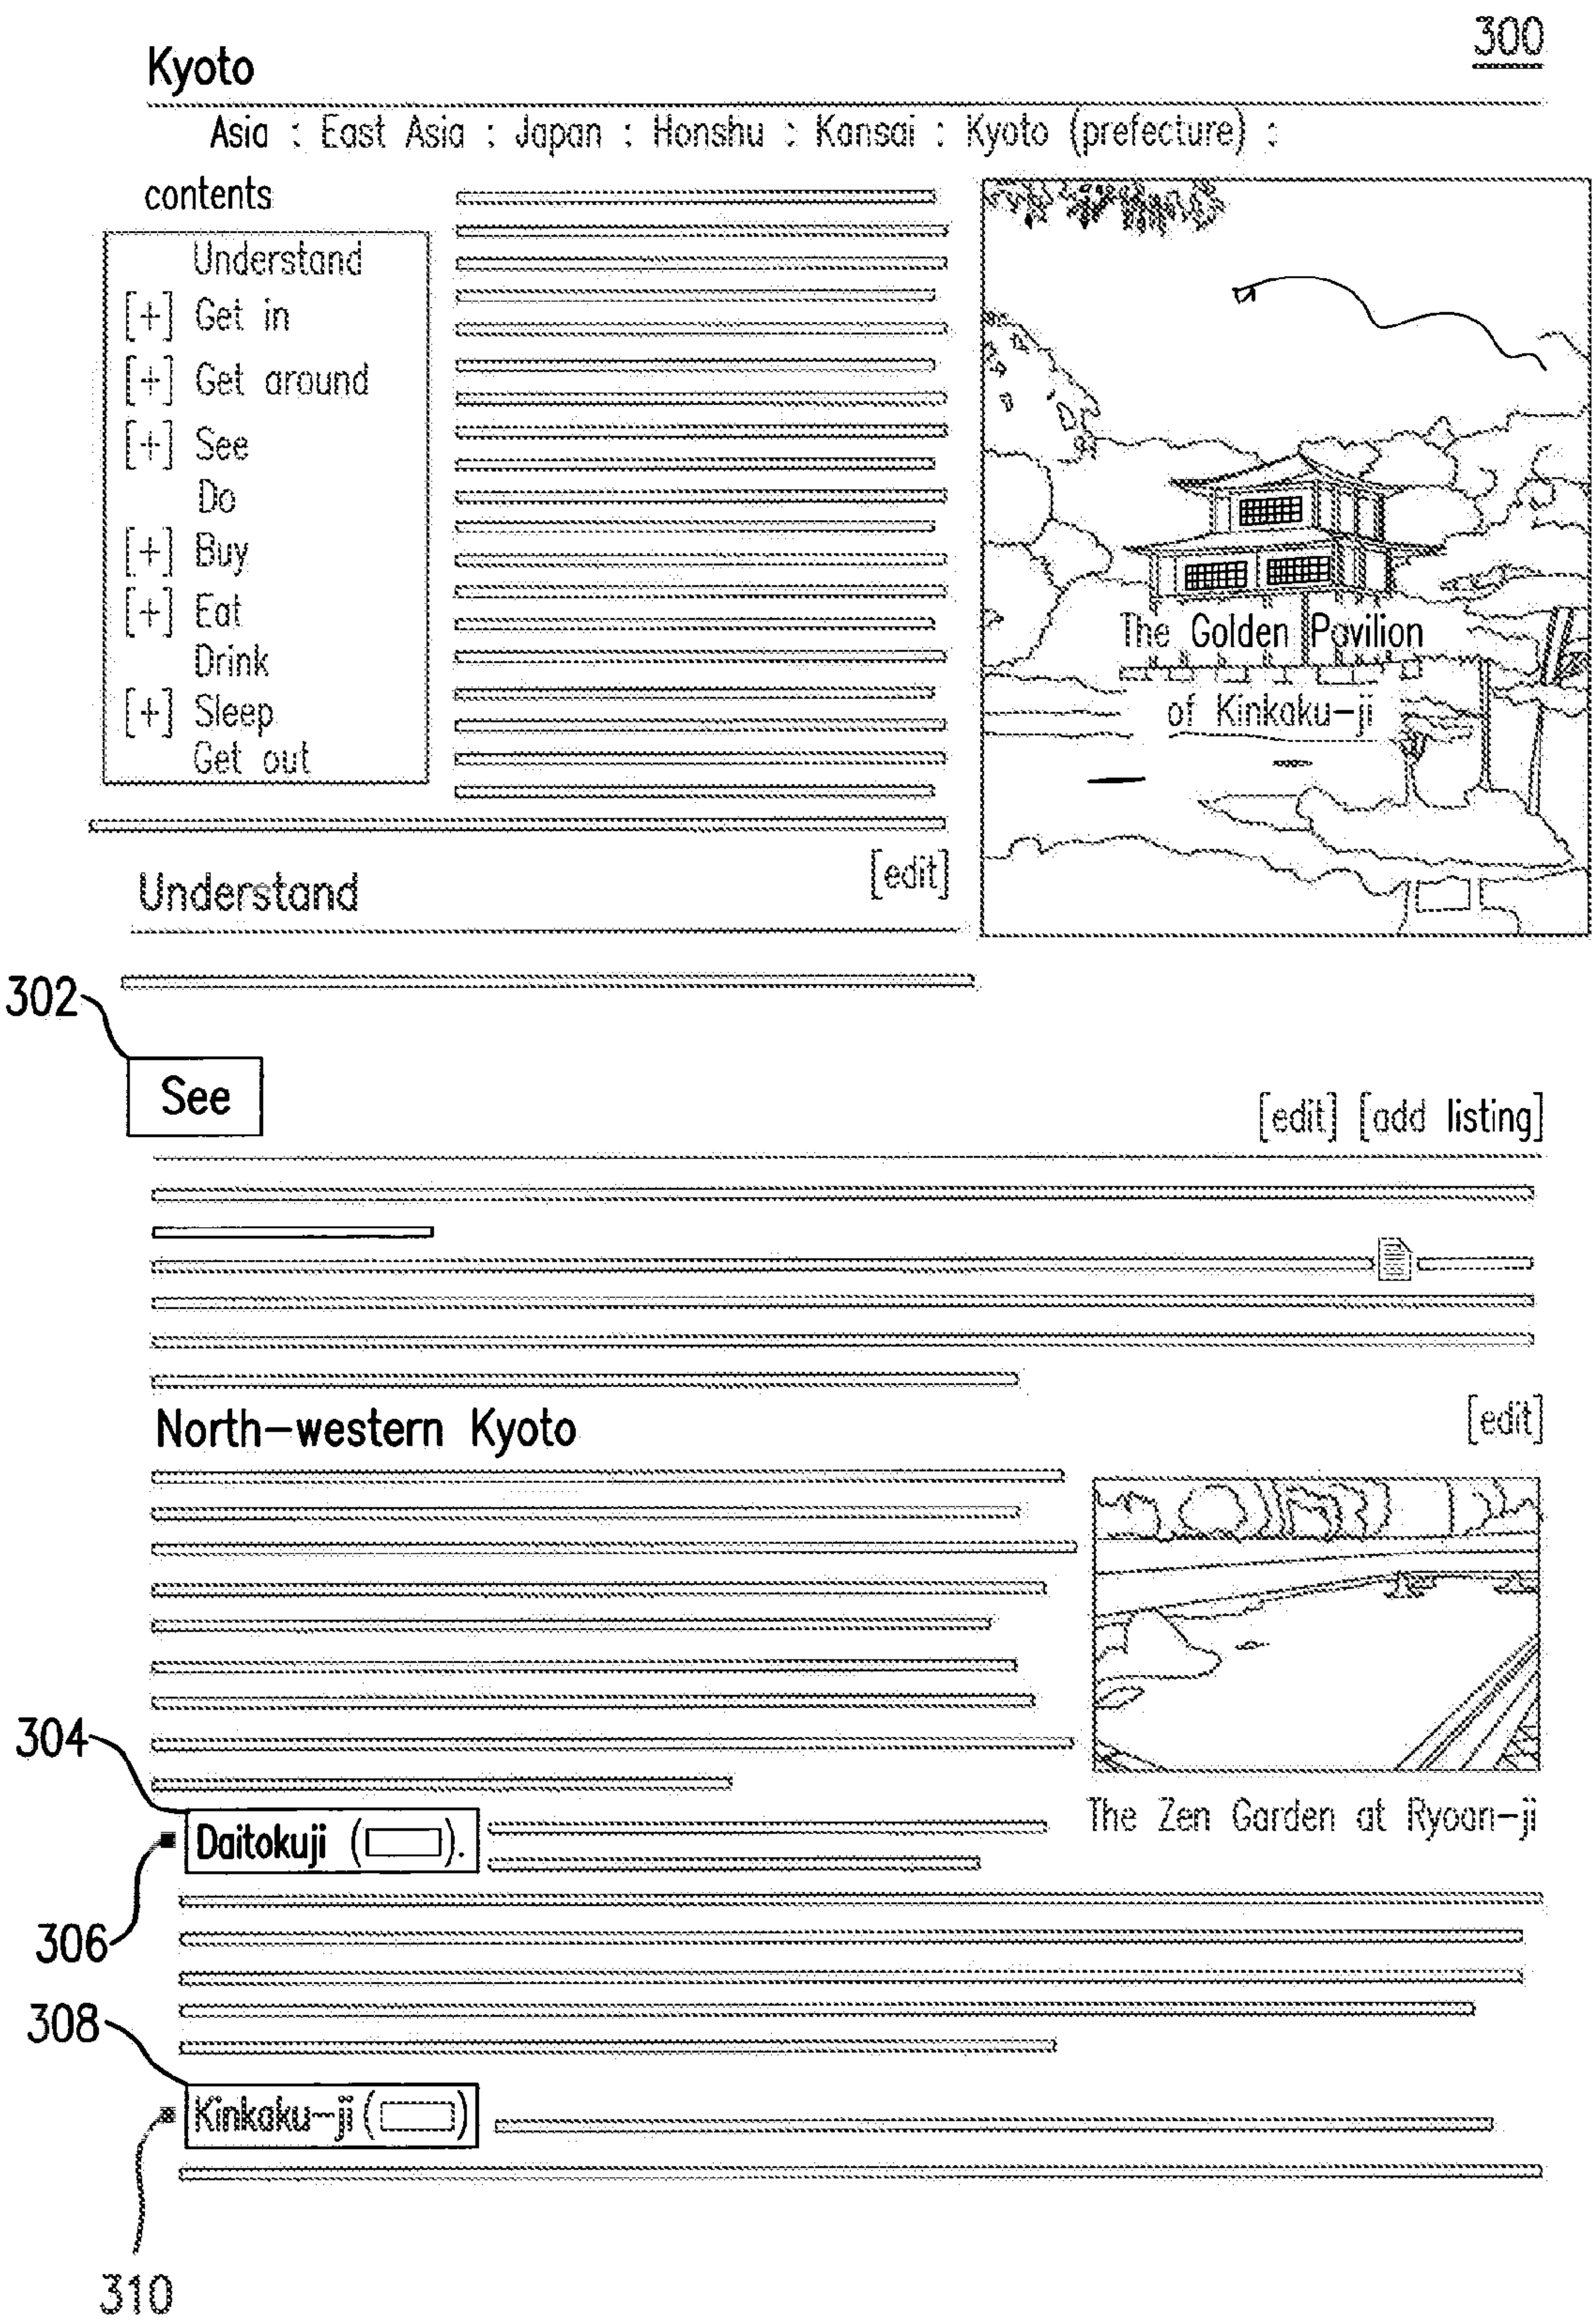 300
Kyoto
Asia : East Asia : Japan : Honshu : Kansai : Kyoto (prefecture) :
contents
Understand
[+] Get in
[+] Get around
[+] See
Do
[+] Buy
[+] Eat
Drink
[+] Sleep
Get out
The Golden Pavilion
of Kinkaku-ji
Understand [edit]
302
See
[edit] [add listing]
North-western Kyoto [edit]
The Zen Garden at Ryoan-ji
304
Daitokuji ( ).
306
308
Kinkaku-ji ( )
310